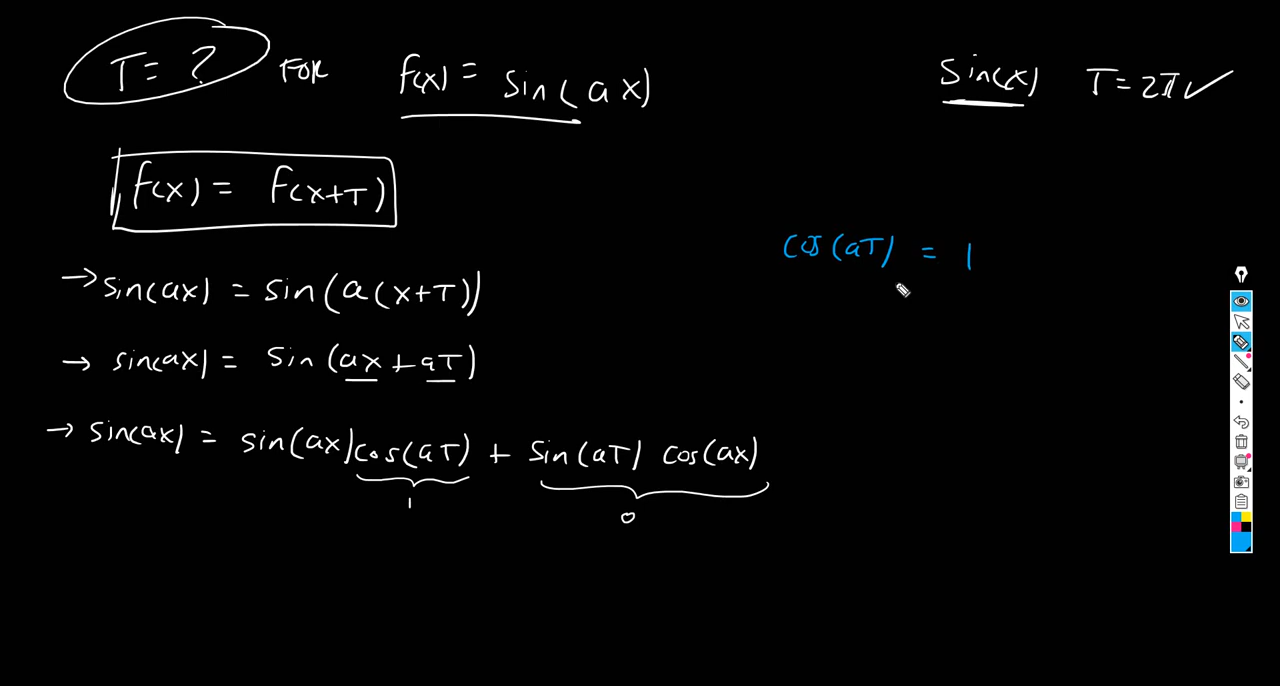 T = ? FOR f(x) = sin(ax)
sin(x) T = 2π ✓
f(x) = f(x+T)
cos(aT) = 1
→ sin(ax) = sin(a(x+T))
→ sin(ax) = sin(ax + aT)
→ sin(ax) = sin(ax)cos(aT) + sin(aT) cos(ax)
1 0